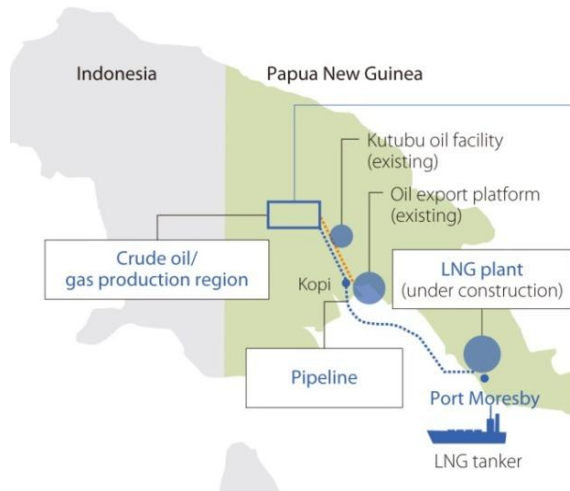 Indonesia
Papua New Guinea
Kutubu oil facility
(existing)
Oil export platform
(existing)
Crude oil/
gas production region
Kopi
LNG plant
(under construction)
Pipeline
Port Moresby
LNG tanker